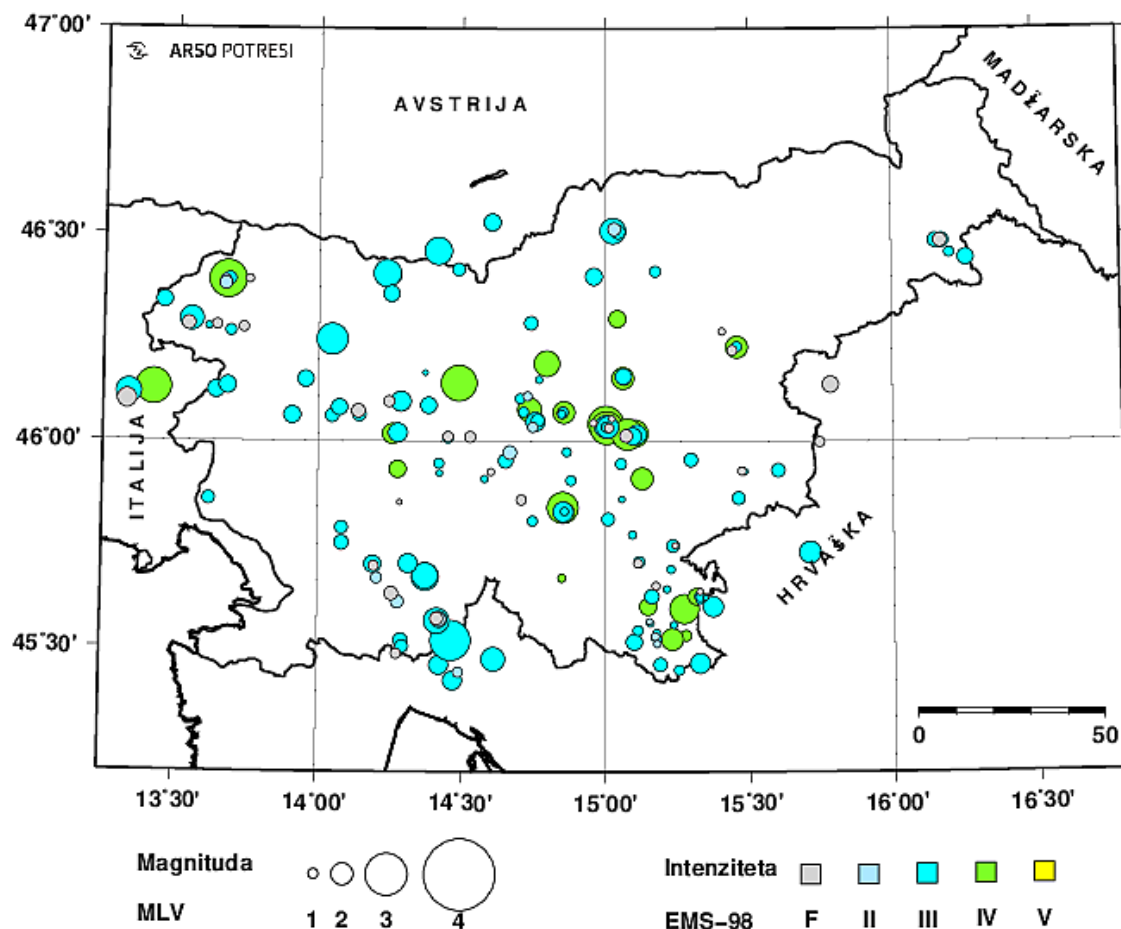 47°00'
ARSO POTRESI
AVSTRIJA
MADŽARSKA
46°30'
46°00'
ITALIJA
HRVAŠKA
45°30'
0 50
13°30' 14°00' 14°30' 15°00' 15°30' 16°00' 16°30'
Magnituda
MLV 1 2 3 4
Intenziteta
EMS-98 F II III IV V